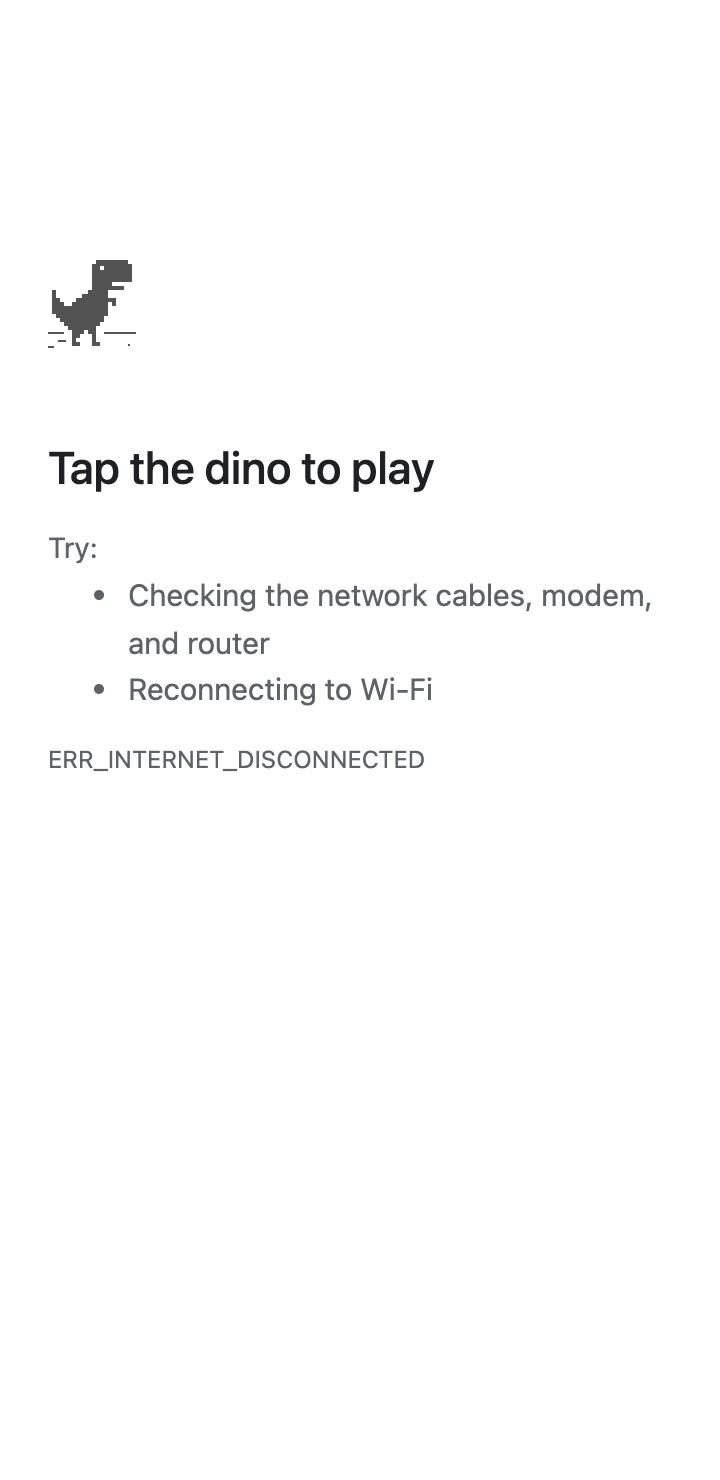 Tap the dino to play
Try:
• Checking the network cables, modem,
and router
• Reconnecting to Wi-Fi
ERR_INTERNET_DISCONNECTED